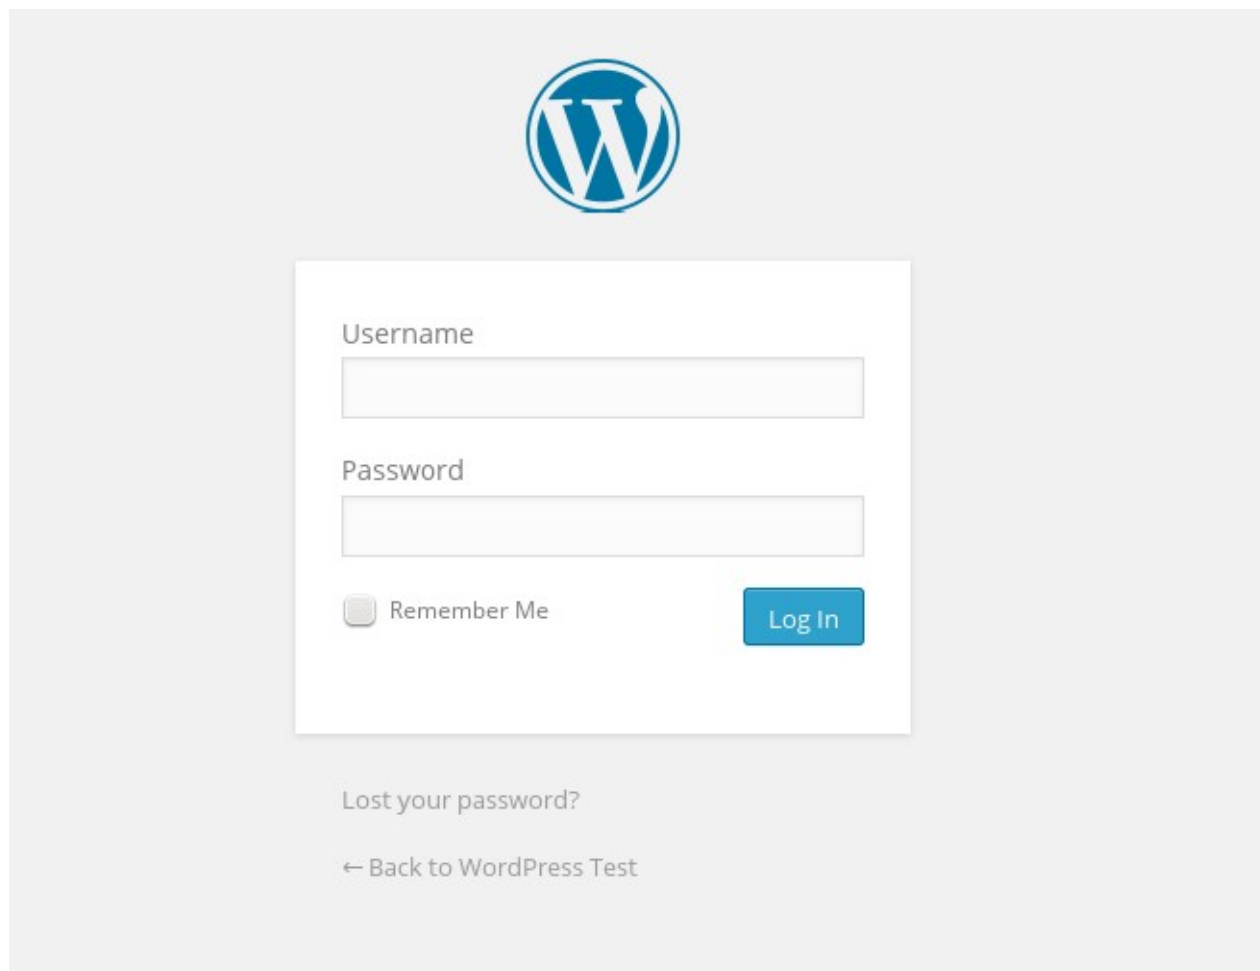 Username
Password
Remember Me
Log In
Lost your password?
← Back to WordPress Test